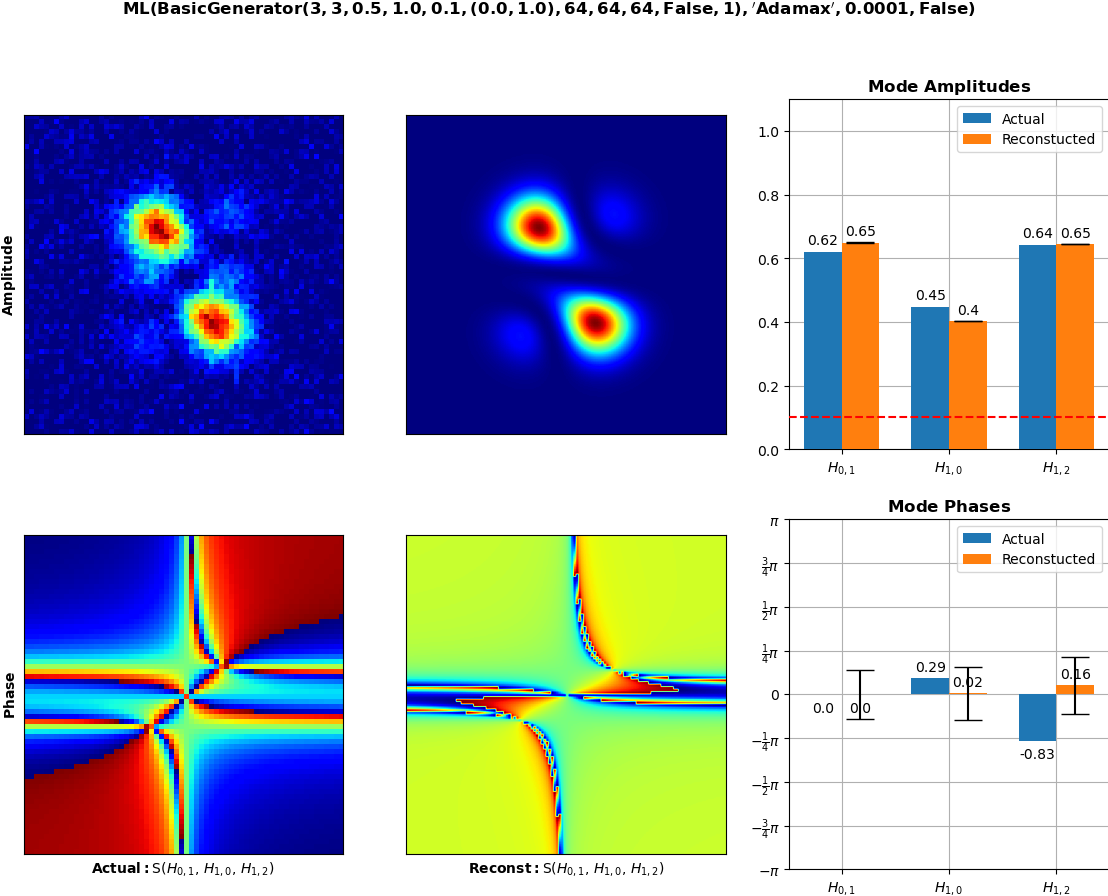 ML(BasicGenerator(3, 3, 0.5, 1.0, 0.1, (0.0, 1.0), 64, 64, 64, False, 1), ′Adamax′, 0.0001, False)
Amplitude
Mode Amplitudes
Actual
Reconstucted
1.0
0.8
0.6
0.4
0.2
0.0
0.62
0.65
0.45
0.4
0.64
0.65
H0, 1
H1, 0
H1, 2
Phase
Actual: S(H0, 1, H1, 0, H1, 2)
Reconst: S(H0, 1, H1, 0, H1, 2)
Mode Phases
Actual
Reconstucted
π
3/4π
1/2π
1/4π
0
−1/4π
−1/2π
−3/4π
−π
0.0
0.0
0.29
0.02
-0.83
0.16
H0, 1
H1, 0
H1, 2